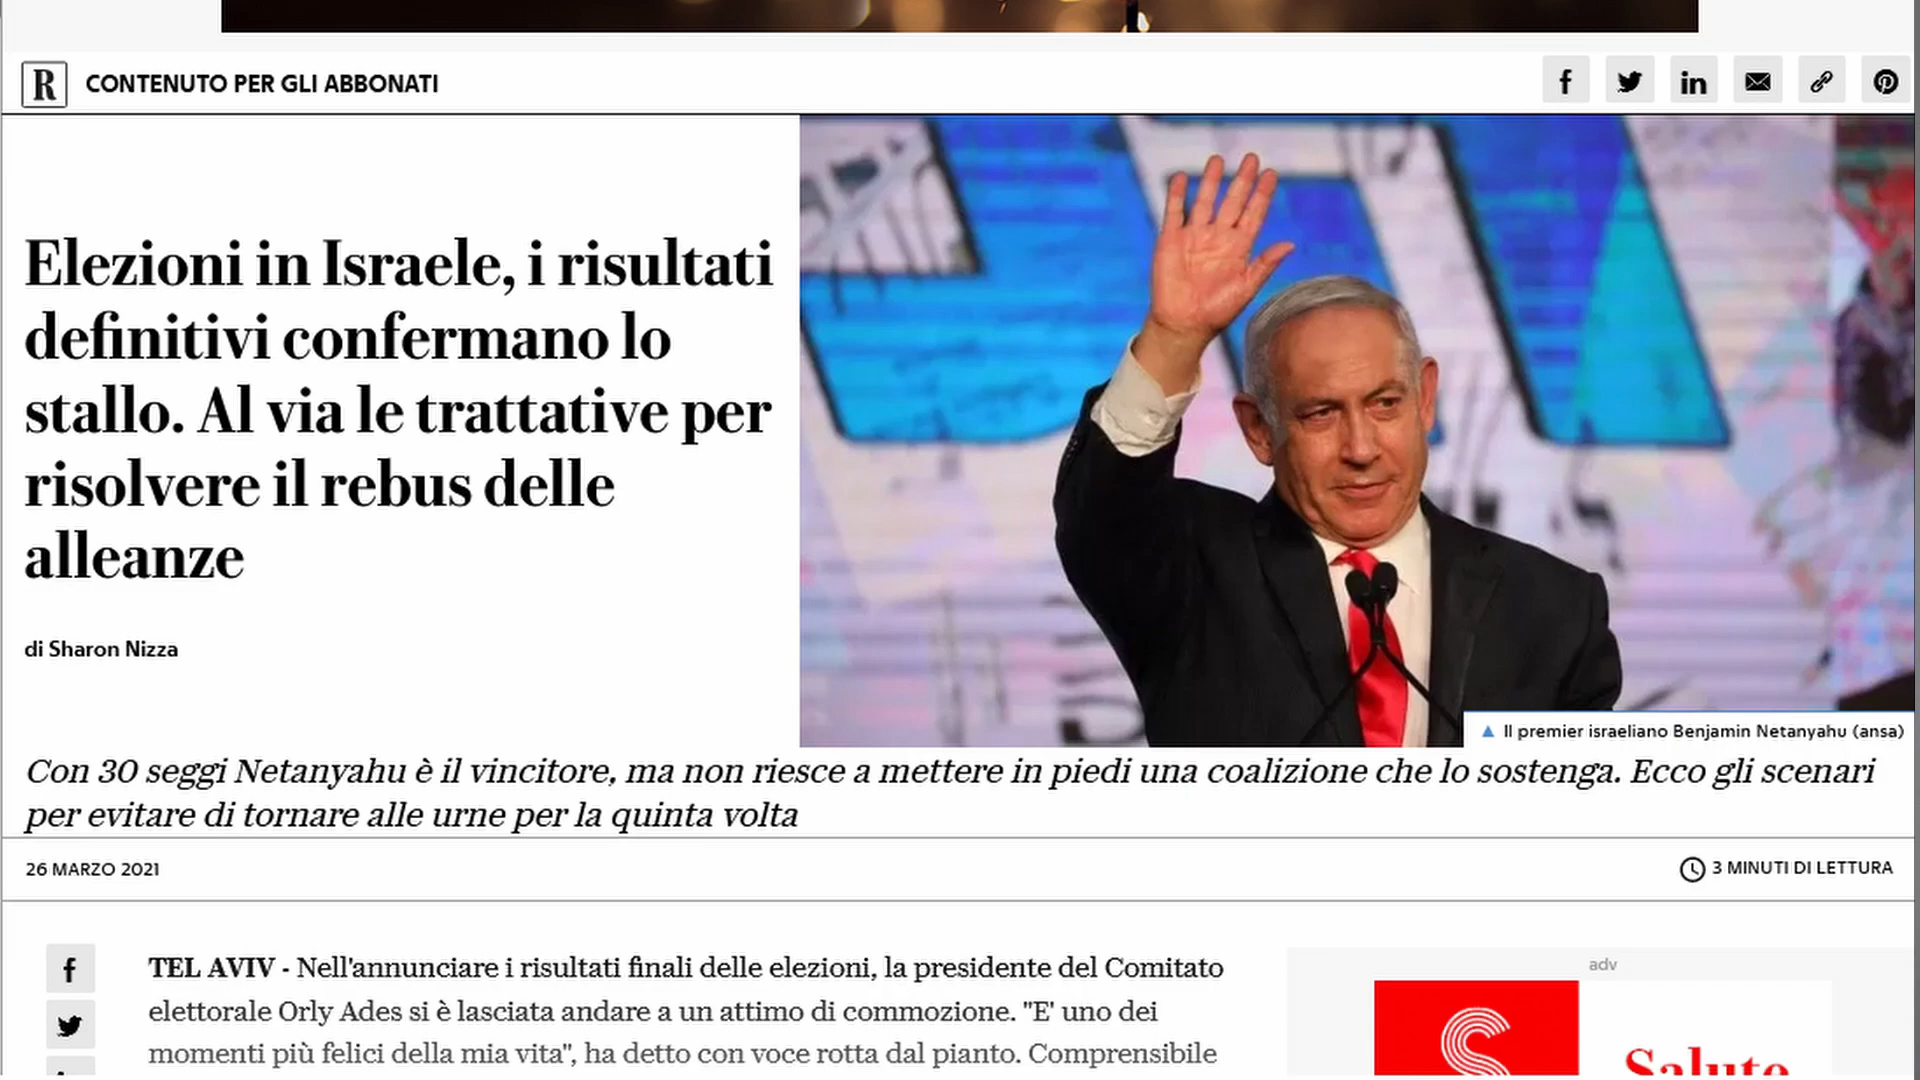 R CONTENUTO PER GLI ABBONATI
Elezioni in Israele, i risultati
definitivi confermano lo
stallo. Al via le trattative per
risolvere il rebus delle
alleanze
di Sharon Nizza
Il premier israeliano Benjamin Netanyahu (ansa)
Con 30 seggi Netanyahu è il vincitore, ma non riesce a mettere in piedi una coalizione che lo sostenga. Ecco gli scenari
per evitare di tornare alle urne per la quinta volta
26 MARZO 2021
3 MINUTI DI LETTURA
TEL AVIV - Nell'annunciare i risultati finali delle elezioni, la presidente del Comitato
elettorale Orly Ades si è lasciata andare a un attimo di commozione. "E' uno dei
momenti più felici della mia vita", ha detto con voce rotta dal pianto. Comprensibile
adv
S
Salute